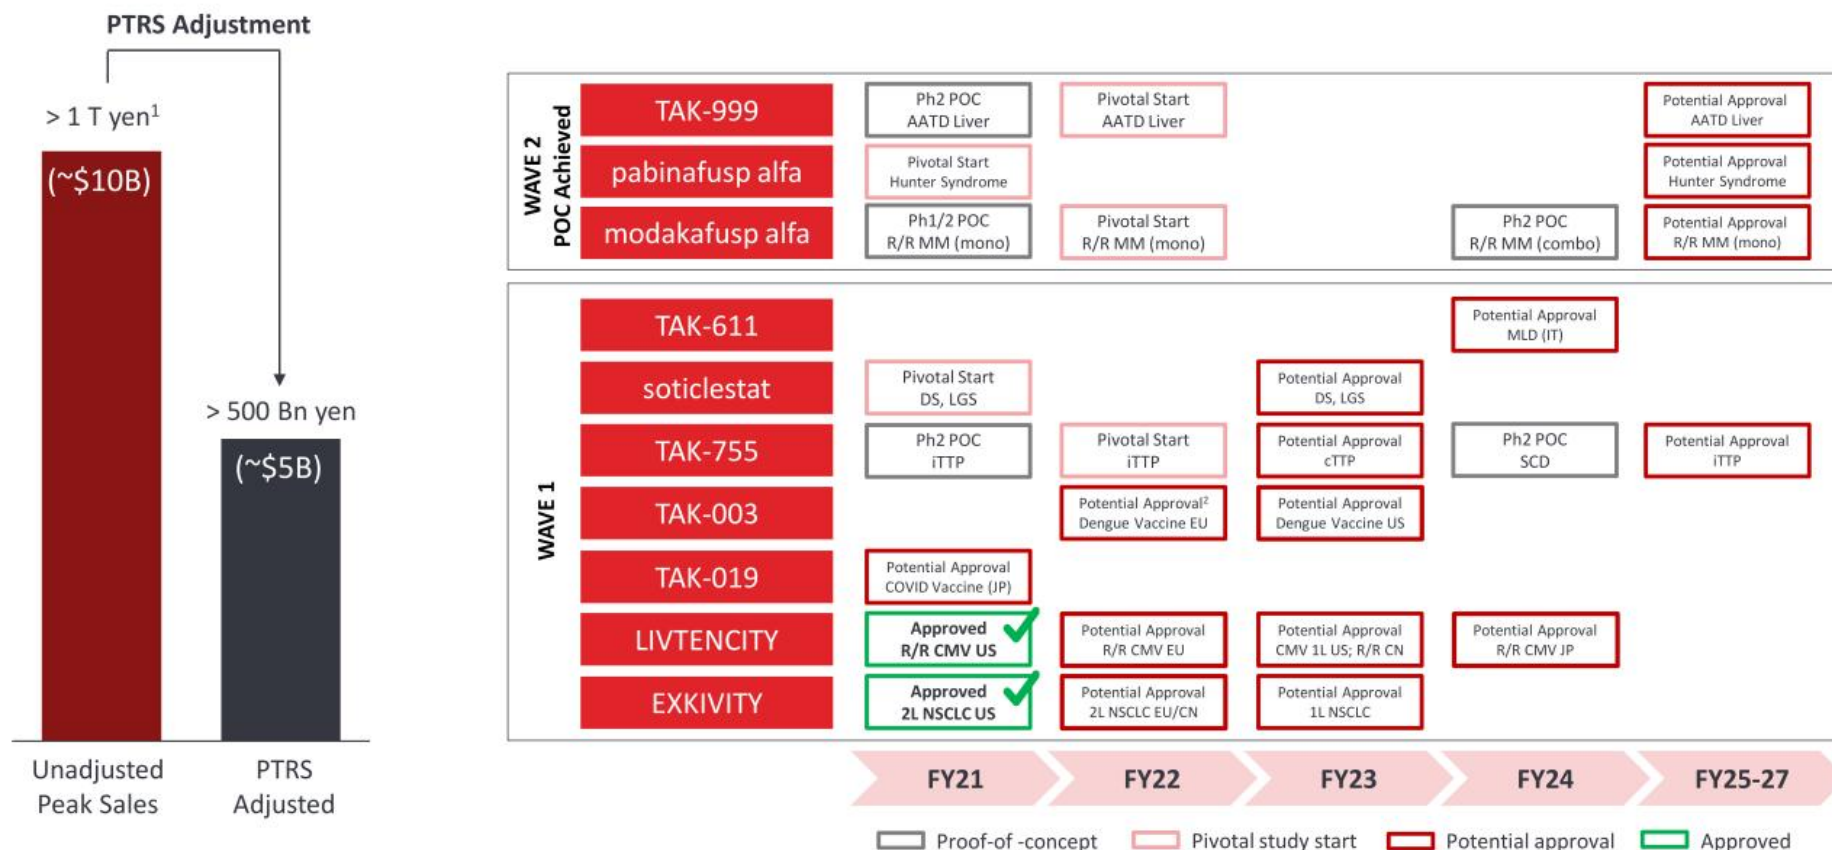 PTRS Adjustment
> 1 T yen1
(~$10B)
> 500 Bn yen
(~$5B)
Unadjusted
Peak Sales
PTRS
Adjusted
WAVE 2
POC Achieved
TAK-999
Ph2 POC
AATD Liver
Pivotal Start
AATD Liver
Potential Approval
AATD Liver
pabinafusp alfa
Pivotal Start
Hunter Syndrome
Potential Approval
Hunter Syndrome
modakafusp alfa
Ph1/2 POC
R/R MM (mono)
Pivotal Start
R/R MM (mono)
Ph2 POC
R/R MM (combo)
Potential Approval
R/R MM (mono)
WAVE 1
TAK-611
Potential Approval
MLD (IT)
soticlestat
Pivotal Start
DS, LGS
Potential Approval
DS, LGS
TAK-755
Ph2 POC
iTTP
Pivotal Start
iTTP
Potential Approval
cTTP
Ph2 POC
SCD
Potential Approval
iTTP
TAK-003
Potential Approval2
Dengue Vaccine EU
Potential Approval
Dengue Vaccine US
TAK-019
Potential Approval
COVID Vaccine (JP)
LIVTENCITY
Approved
R/R CMV US
Potential Approval
R/R CMV EU
Potential Approval
CMV 1L US; R/R CN
Potential Approval
R/R CMV JP
EXKIVITY
Approved
2L NSCLC US
Potential Approval
2L NSCLC EU/CN
Potential Approval
1L NSCLC
FY21
FY22
FY23
FY24
FY25-27
Proof-of -concept
Pivotal study start
Potential approval
Approved